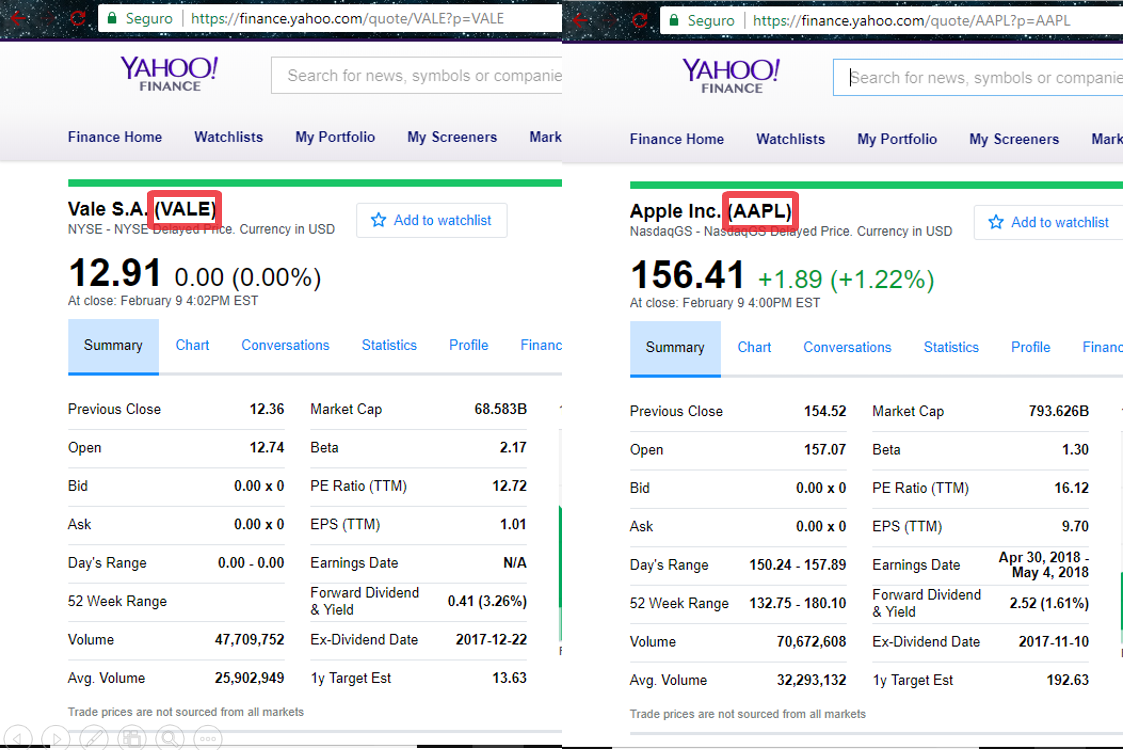 Seguro https://finance.yahoo.com/quote/VALE?p=VALE
YAHOO!
FINANCE
Search for news, symbols or companie
Finance Home Watchlists My Portfolio My Screeners Mark
Vale S.A. (VALE)
Add to watchlist
NYSE - NYSE Delayed Price. Currency in USD
12.91 0.00 (0.00%)
At close: February 9 4:02PM EST
Summary Chart Conversations Statistics Profile Financ
Previous Close 12.36 Market Cap 68.583B
Open 12.74 Beta 2.17
Bid 0.00 x 0 PE Ratio (TTM) 12.72
Ask 0.00 x 0 EPS (TTM) 1.01
Day's Range 0.00 - 0.00 Earnings Date N/A
52 Week Range Forward Dividend & Yield 0.41 (3.26%)
Volume 47,709,752 Ex-Dividend Date 2017-12-22
Avg. Volume 25,902,949 1y Target Est 13.63
Trade prices are not sourced from all markets
Seguro https://finance.yahoo.com/quote/AAPL?p=AAPL
YAHOO!
FINANCE
Search for news, symbols or companie
Finance Home Watchlists My Portfolio My Screeners Mark
Apple Inc. (AAPL)
Add to watchlist
NasdaqGS - NasdaqGS Delayed Price. Currency in USD
156.41 +1.89 (+1.22%)
At close: February 9 4:00PM EST
Summary Chart Conversations Statistics Profile Financ
Previous Close 154.52 Market Cap 793.626B
Open 157.07 Beta 1.30
Bid 0.00 x 0 PE Ratio (TTM) 16.12
Ask 0.00 x 0 EPS (TTM) 9.70
Day's Range 150.24 - 157.89 Earnings Date Apr 30, 2018 - May 4, 2018
52 Week Range 132.75 - 180.10 Forward Dividend & Yield 2.52 (1.61%)
Volume 70,672,608 Ex-Dividend Date 2017-11-10
Avg. Volume 32,293,132 1y Target Est 192.63
Trade prices are not sourced from all markets